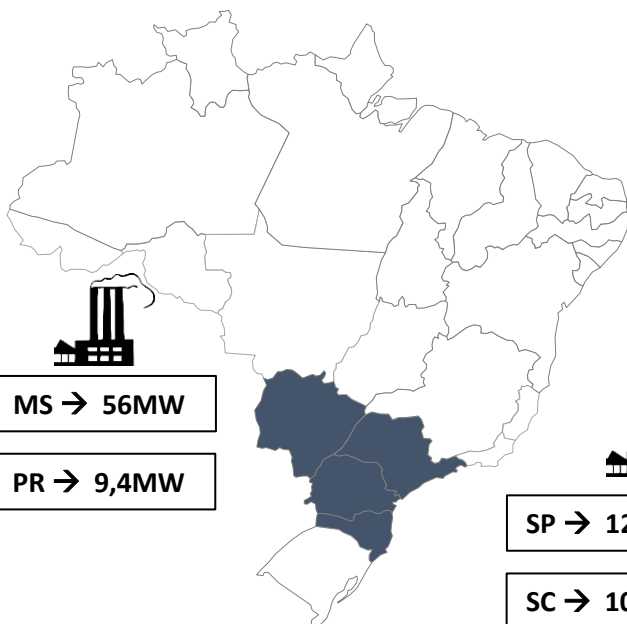 MS → 56MW
PR → 9,4MW
SP → 12
SC → 10